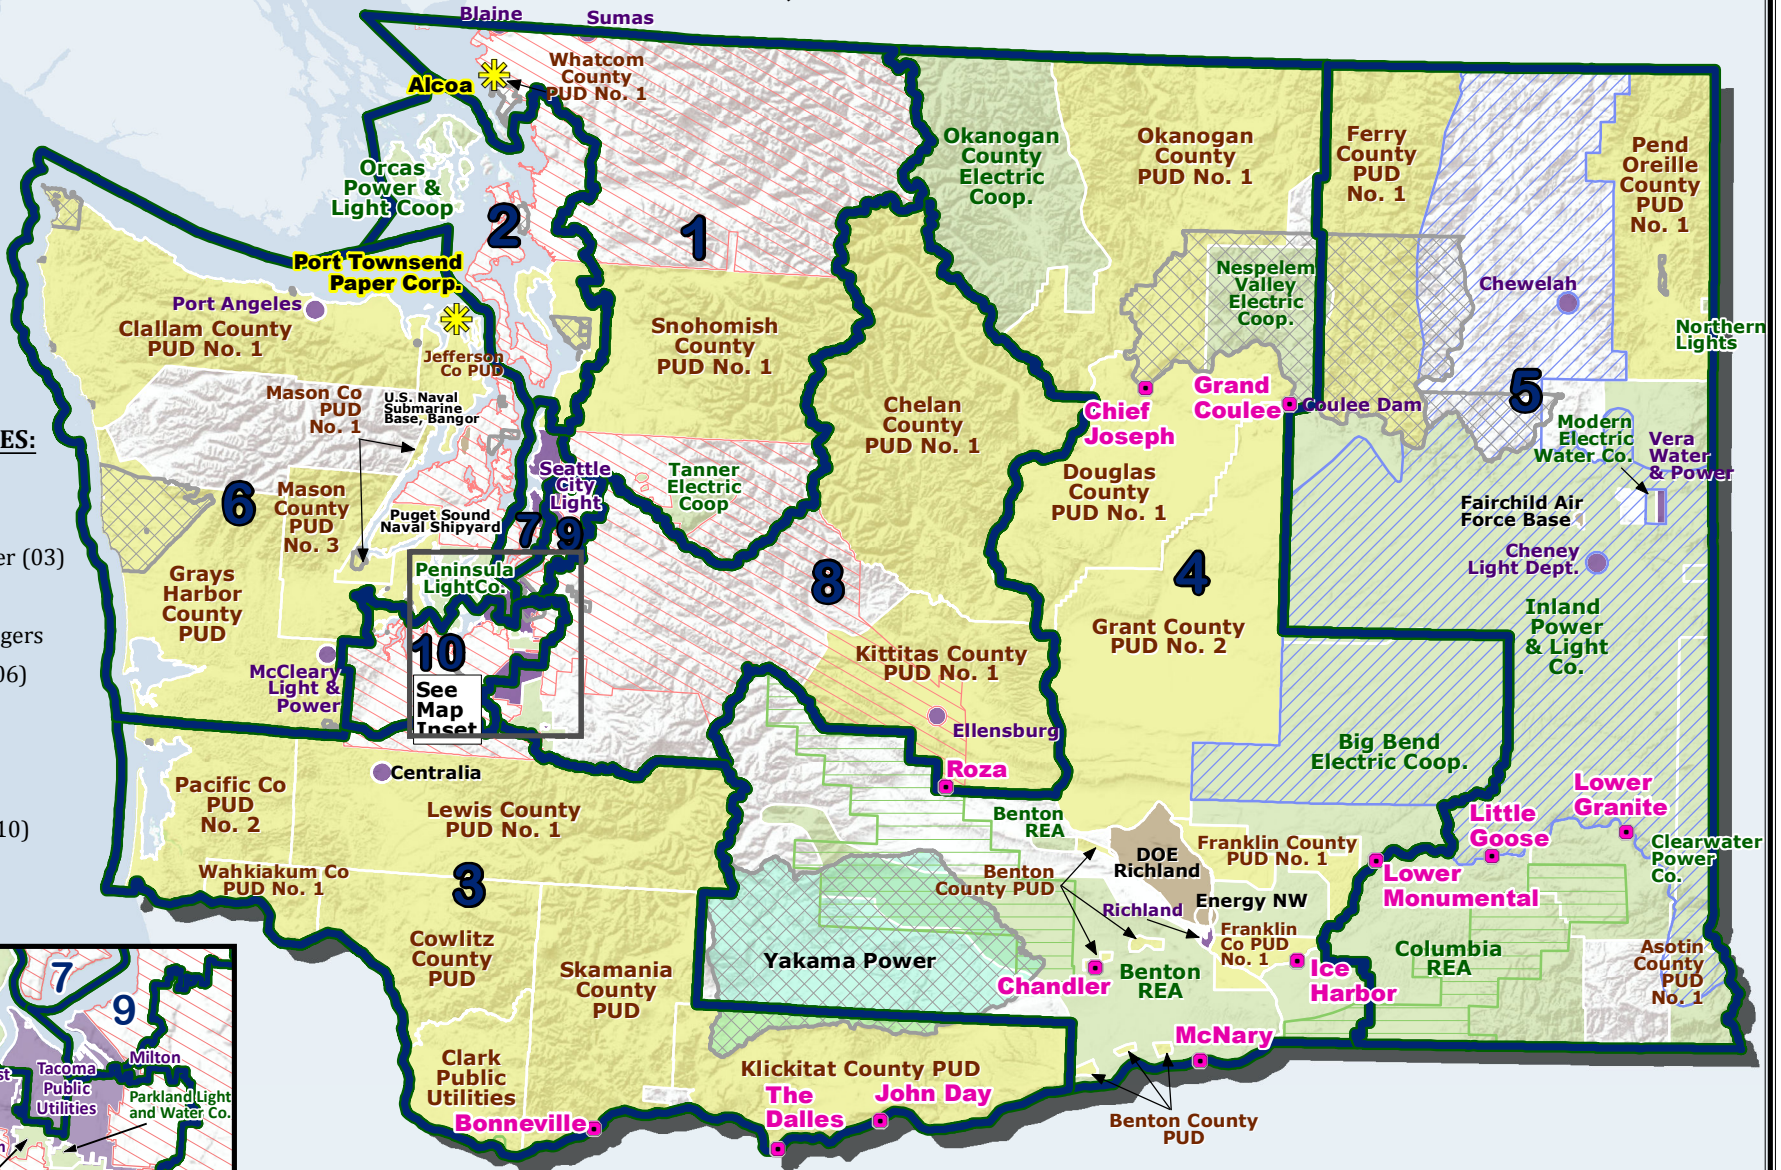 Blaine
Sumas
Whatcom
County
PUD No. 1
Alcoa
Orcas
Power &
Light Coop
2
1
Okanogan
County
Electric
Coop.
Okanogan
County
PUD No. 1
Ferry
County
PUD
No. 1
Pend
Oreille
County
PUD
No. 1
Port Townsend
Paper Corp.
Port Angeles
Clallam County
PUD No. 1
Jefferson
Co PUD
Snohomish
County
PUD No. 1
Nespelem
Valley
Electric
Coop.
Chewelah
Northern
Lights
Mason Co
PUD
No. 1
U.S. Naval
Submarine
Base, Bangor
Chelan
County
PUD No. 1
Chief
Joseph
Grand
Coulee
Coulee Dam
5
Modern
Electric
Water Co.
Vera
Water
& Power
ES:
Seattle
City
Light
Tanner
Electric
Coop
Douglas
County
PUD No. 1
6
Mason
County
PUD
No. 3
Puget Sound
Naval Shipyard
7
9
Fairchild Air
Force Base
Cheney
Light Dept.
er (03)
Grays
Harbor
County
PUD
Peninsula
LightCo.
8
4
Inland
Power
& Light
Co.
gers
06)
10
McCleary
Light &
Power
See
Map
Inset
Kittitas County
PUD No. 1
Grant County
PUD No. 2
Ellensburg
Big Bend
Electric Coop.
Centralia
Roza
Pacific Co
PUD
No. 2
Lewis County
PUD No. 1
10)
Benton
REA
Little
Goose
Lower
Granite
Wahkiakum Co
PUD No. 1
3
Benton
County PUD
DOE
Richland
Franklin County
PUD No. 1
Lower
Monumental
Clearwater
Power
Co.
Richland
Energy NW
Cowlitz
County
PUD
Skamania
County
PUD
Yakama Power
Chandler
Benton
REA
Franklin
Co PUD
No. 1
Ice
Harbor
Columbia
REA
Asotin
County
PUD
No. 1
McNary
Clark
Public
Utilities
Klickitat County PUD
Bonneville
The
Dalles
John Day
Benton County
PUD
7
9
Milton
st
Tacoma
Public
Utilities
Parkland Light
and Water Co.
n